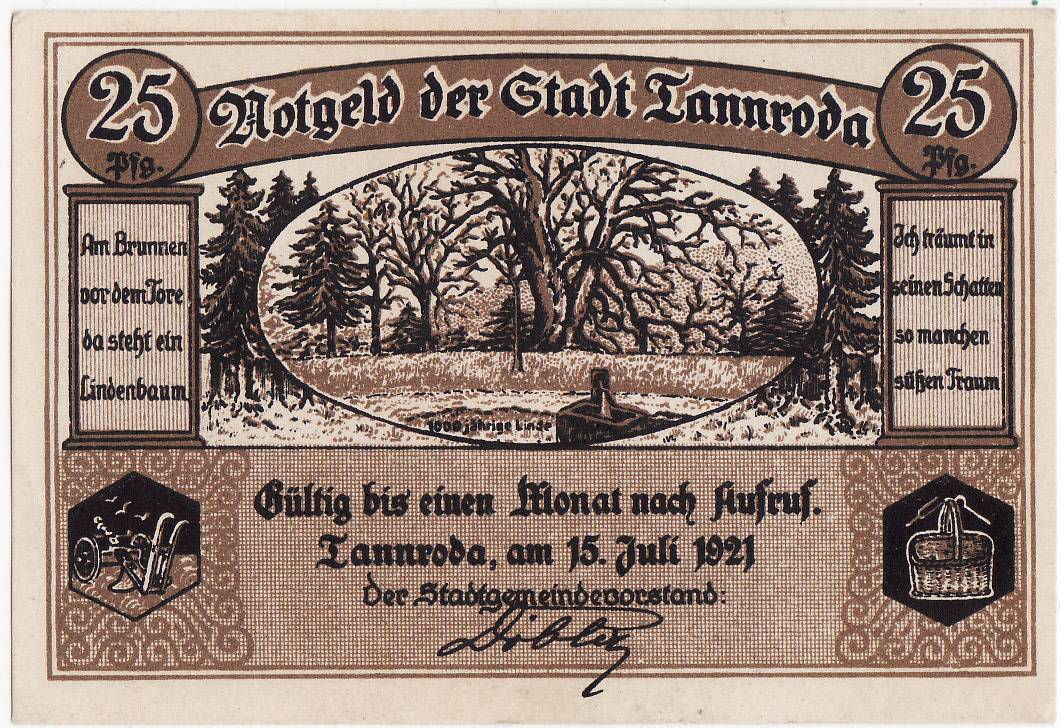 25
Pfg.
Notgeld der Stadt Tannroda
25
Pfg.
Am Brunnen
vor dem Tore
da steht ein
Lindenbaum
Ich träumt in
seinen Schatten
so manchen
süßen Traum
1000 jährige Linde
Gültig bis einen Monat nach Aufruf.
Tannroda, am 15. Juli 1921
Der Stadtgemeindevorstand: